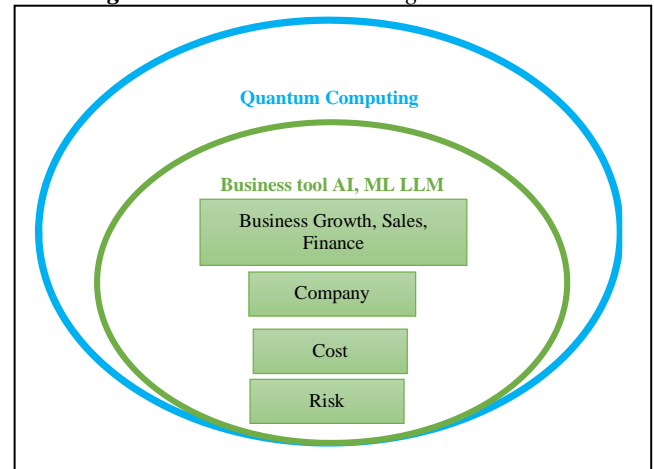 Quantum Computing
Business tool AI, ML LLM
Business Growth, Sales,
Finance
Company
Cost
Risk